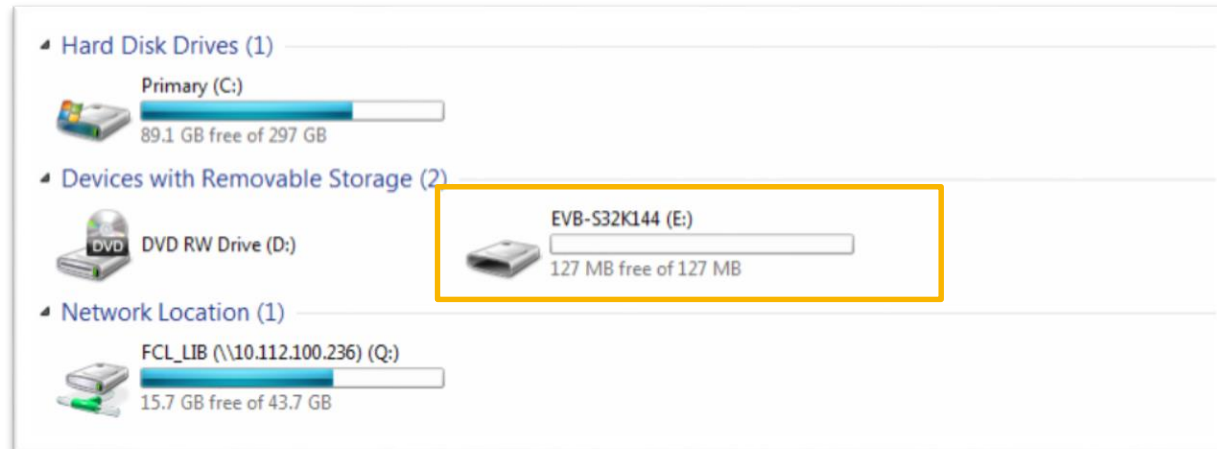 Hard Disk Drives (1)
Primary (C:)
89.1 GB free of 297 GB
Devices with Removable Storage (2)
DVD
DVD RW Drive (D:)
EVB-S32K144 (E:)
127 MB free of 127 MB
Network Location (1)
FCL_LIB (\\10.112.100.236) (Q:)
15.7 GB free of 43.7 GB